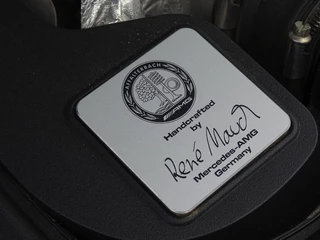 AFFALTERBACH
AMG
Handcrafted
by
René Mauch
Mercedes-AMG
Germany